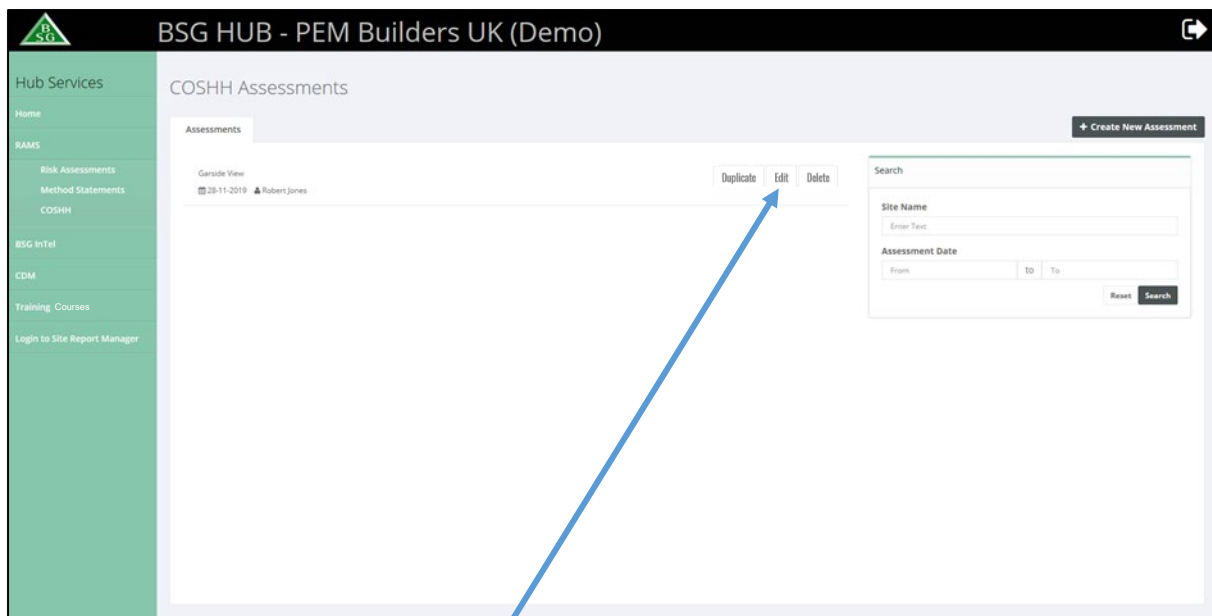 BSG
BSG HUB - PEM Builders UK (Demo)
Hub Services
Home
RAMS
Risk Assessments
Method Statements
COSHH
BSG InTel
CDM
Training Courses
Login to Site Report Manager
COSHH Assessments
Assessments
+ Create New Assessment
Garside View
28-11-2019 Robert Jones
Duplicate Edit Delete
Search
Site Name
Enter Text
Assessment Date
From to To
Reset Search